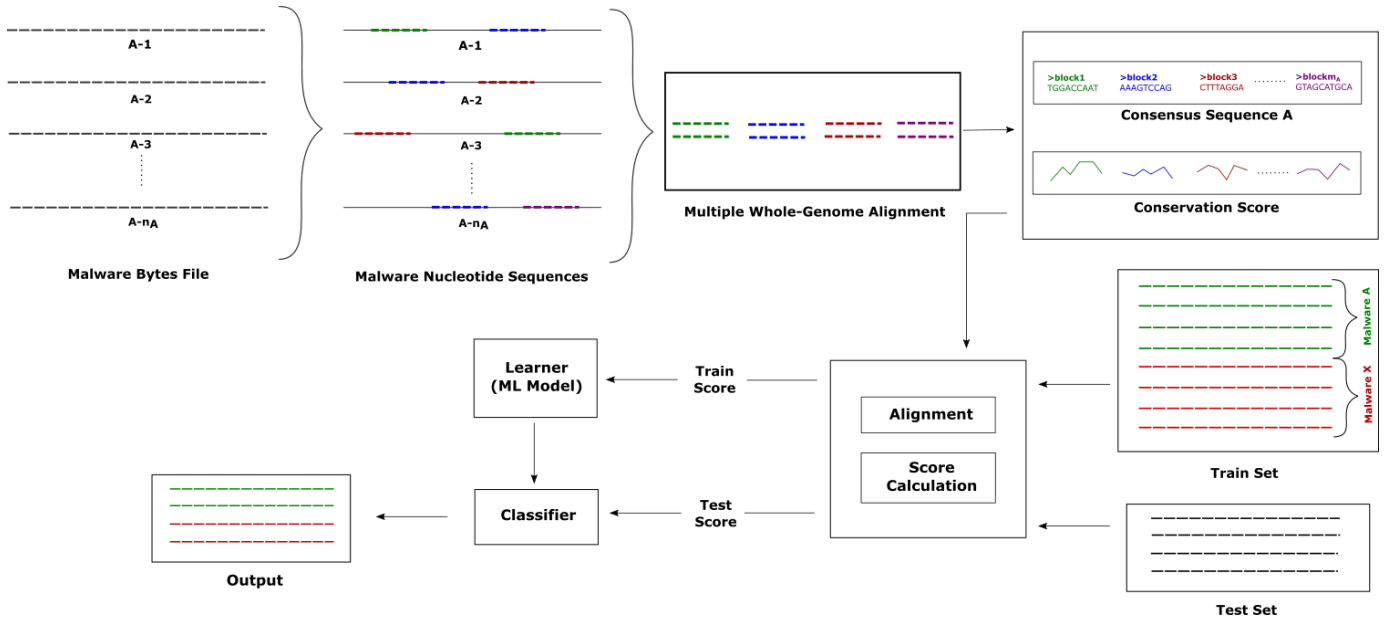 A-1
A-2
A-3
A-nA
Malware Bytes File
A-1
A-2
A-3
A-nA
Malware Nucleotide Sequences
Multiple Whole-Genome Alignment
>block1 >block2 >block3 ........ >blockmA
TGGACCAAT AAAGTCCAG CTTTAGGA GTAGCATGCA
Consensus Sequence A
Conservation Score
Malware A
Malware X
Train Set
Test Set
Alignment
Score
Calculation
Train
Score
Test
Score
Learner
(ML Model)
Classifier
Output